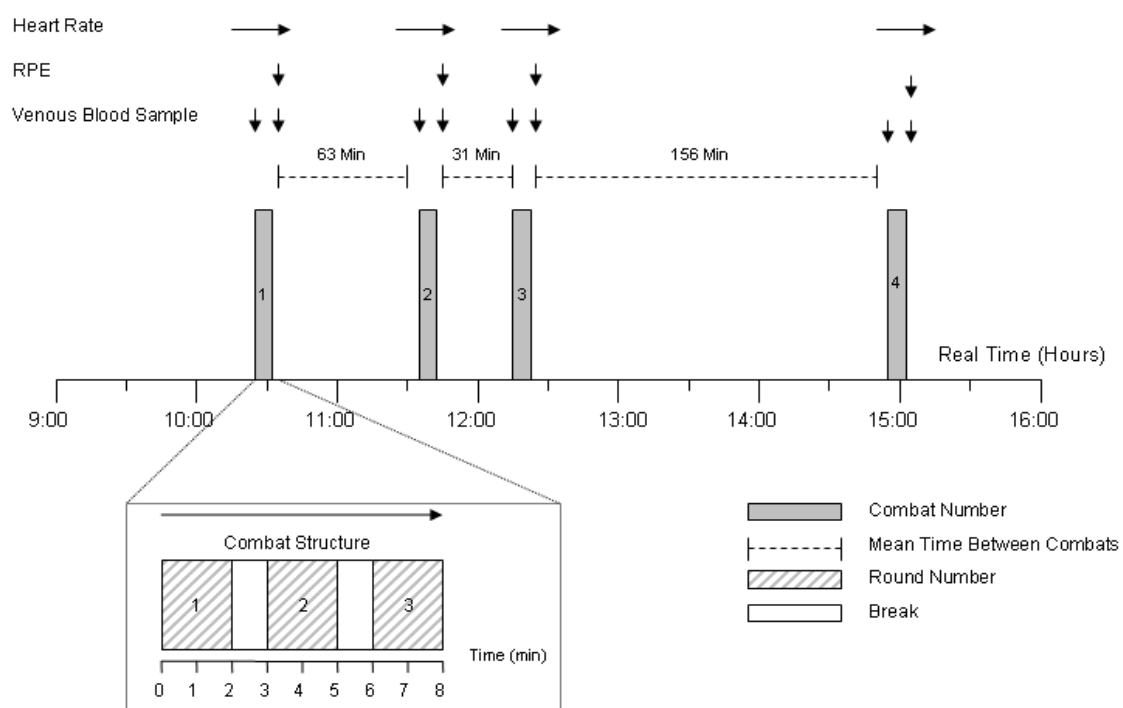 Heart Rate
RPE
Venous Blood Sample
63 Min
31 Min
156 Min
1
2
3
4
Real Time (Hours)
9:00 10:00 11:00 12:00 13:00 14:00 15:00 16:00
Combat Structure
1 2 3
Time (min)
0 1 2 3 4 5 6 7 8
Combat Number
Mean Time Between Combats
Round Number
Break